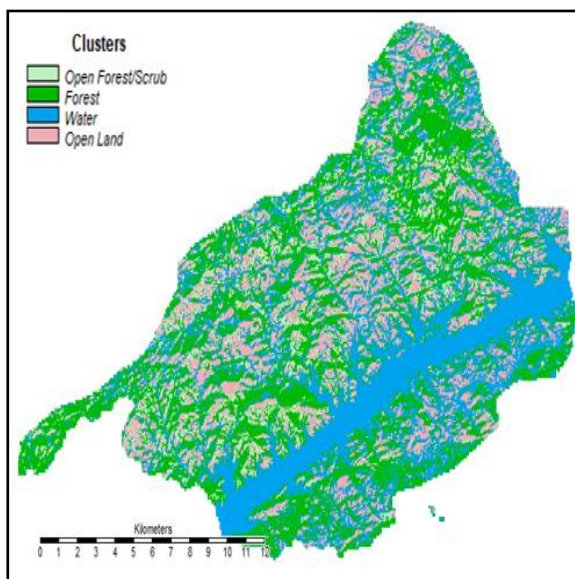 Clusters
Open Forest/Scrub
Forest
Water
Open Land
Kilometers
0 1 2 3 4 5 6 7 8 9 10 11 12